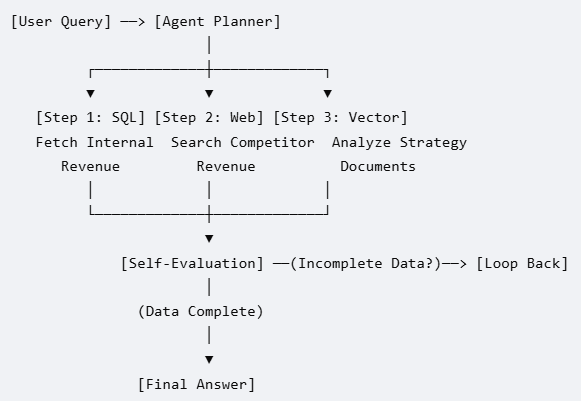 [User Query] ──> [Agent Planner]
[Step 1: SQL] [Step 2: Web] [Step 3: Vector]
Fetch Internal Search Competitor Analyze Strategy
Revenue Revenue Documents
[Self-Evaluation] ──(Incomplete Data?)──> [Loop Back]
(Data Complete)
[Final Answer]